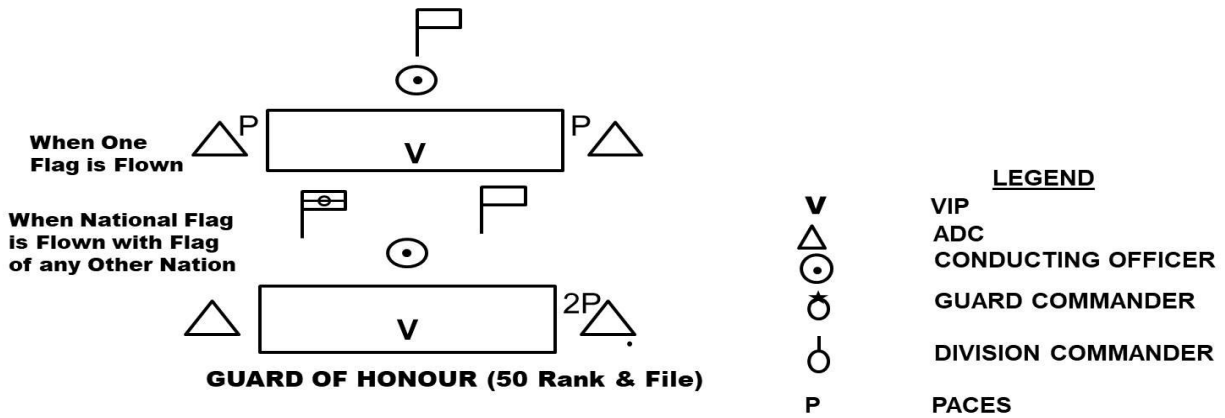 P
P
When One
Flag is Flown
V
When National Flag
is Flown with Flag
of any Other Nation
2P
V
GUARD OF HONOUR (50 Rank & File)
LEGEND
V VIP
ADC
CONDUCTING OFFICER
GUARD COMMANDER
DIVISION COMMANDER
P PACES